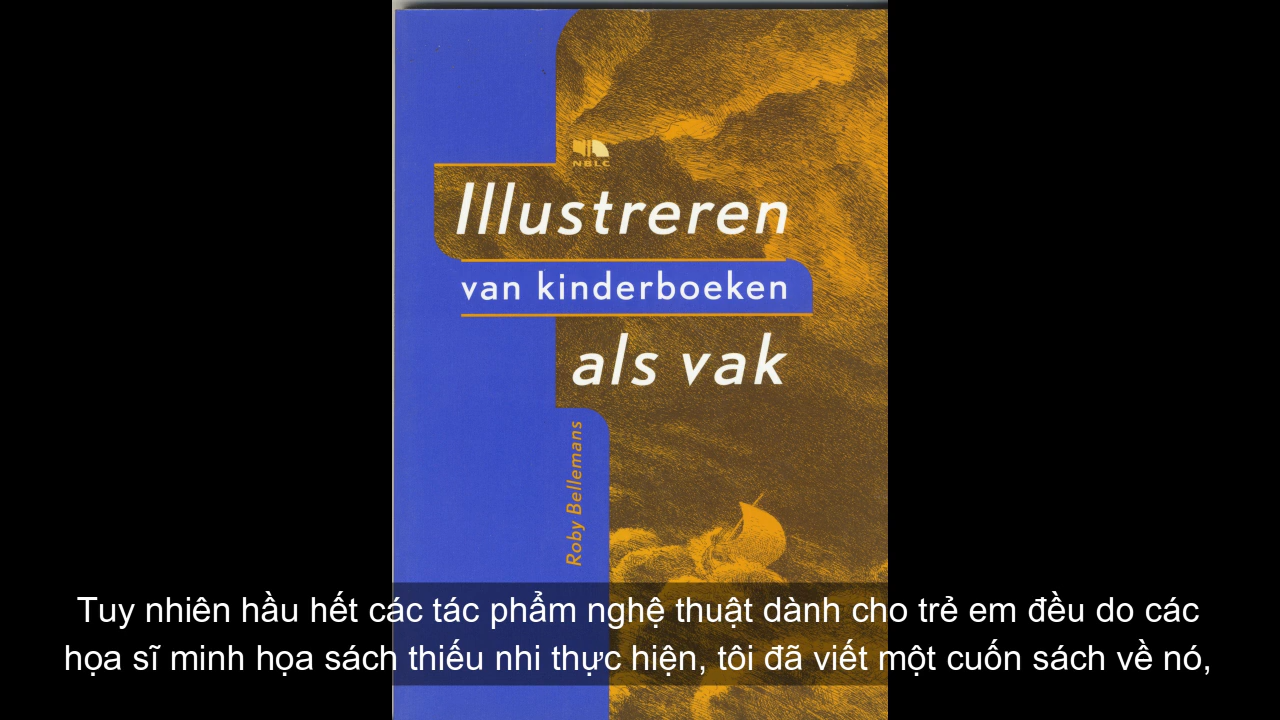 NBLC
Illustreren
van kinderboeken
als vak
Roby Bellemans
Tuy nhiên hầu hết các tác phẩm nghệ thuật dành cho trẻ em đều do các
họa sĩ minh họa sách thiếu nhi thực hiện, tôi đã viết một cuốn sách về nó,